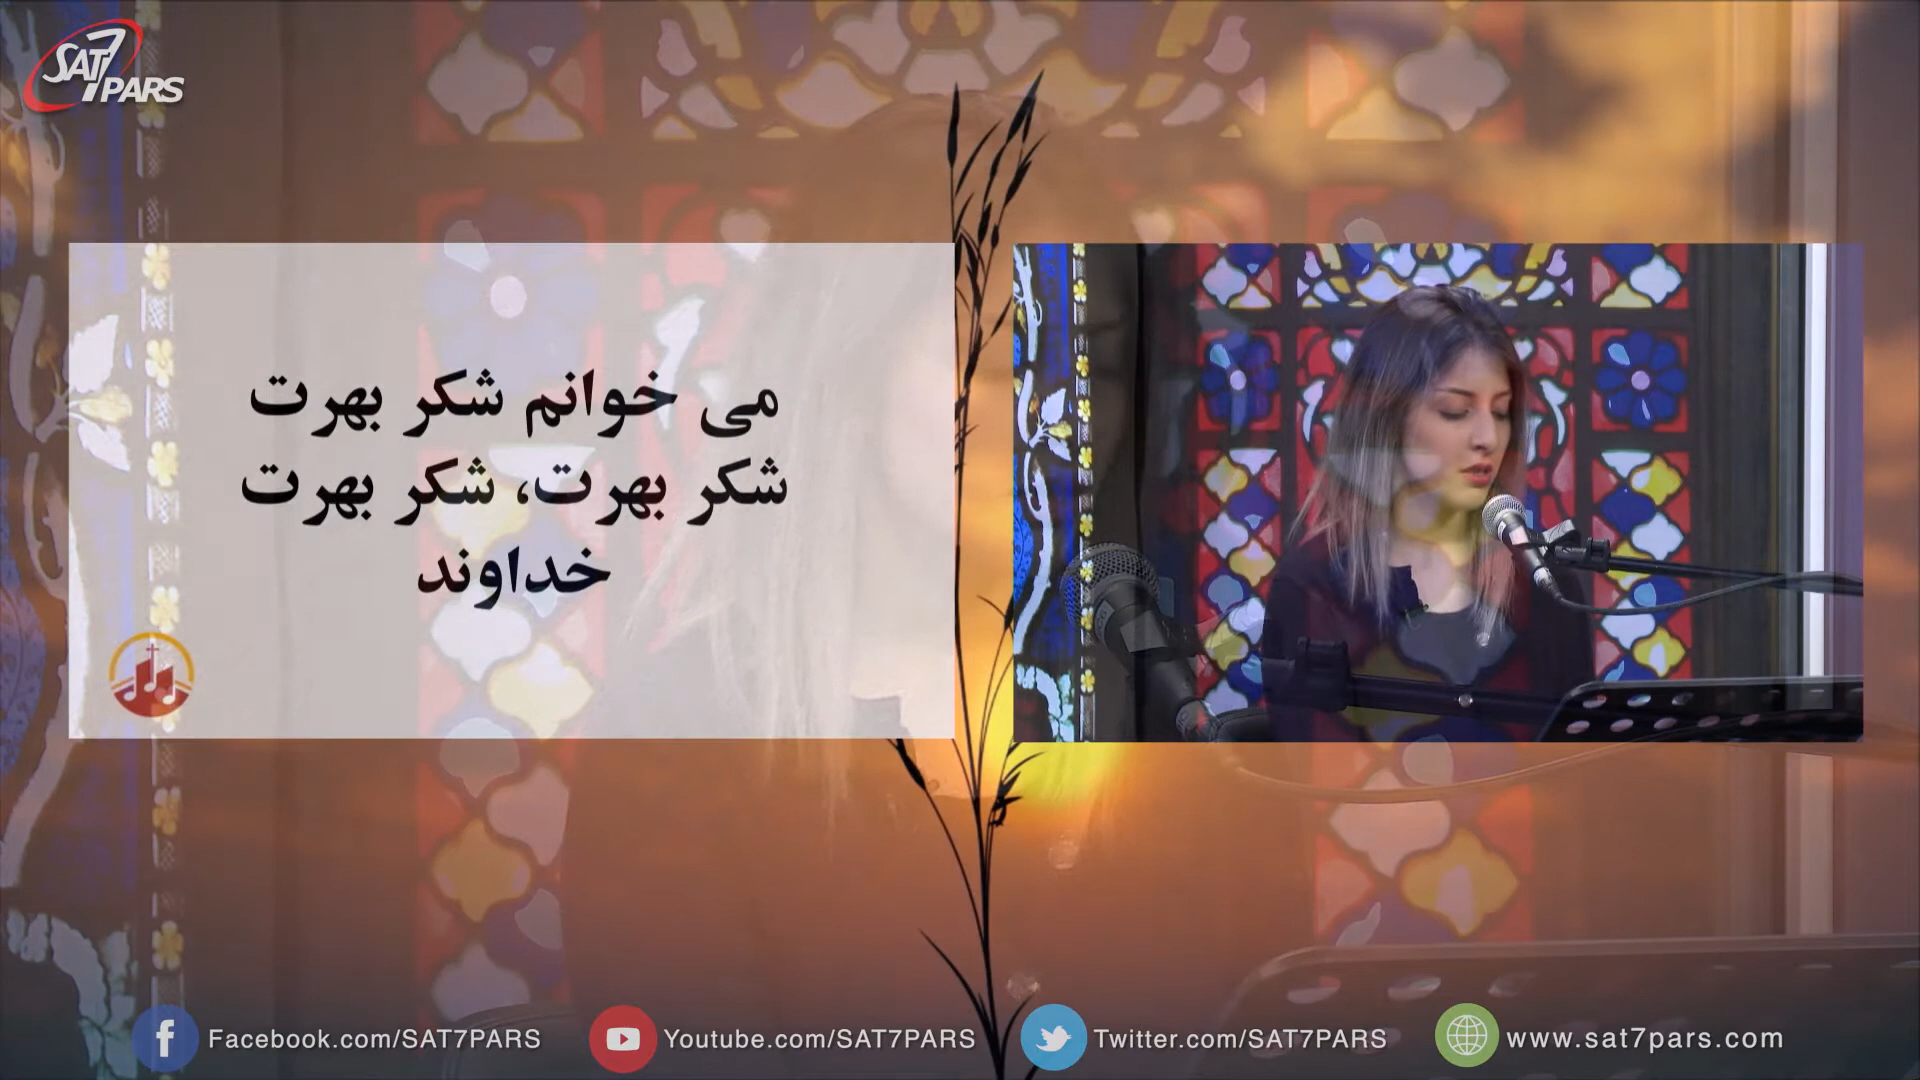 SAT7PARS
می خوانم شکر بهرت
شکر بهرت، شکر بهرت
خداوند
Facebook.com/SAT7PARS
Youtube.com/SAT7PARS
Twitter.com/SAT7PARS
www.sat7pars.com